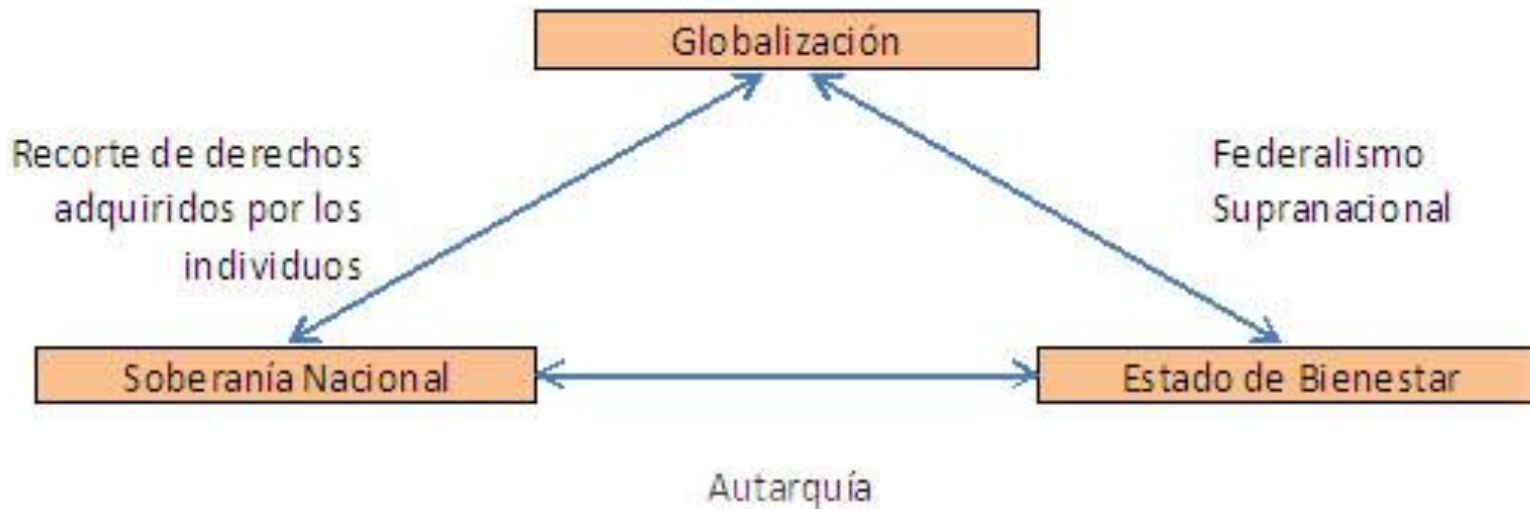 Globalización
Recorte de derechos
adquiridos por los
individuos
Federalismo
Supranacional
Soberanía Nacional
Estado de Bienestar
Autarquía